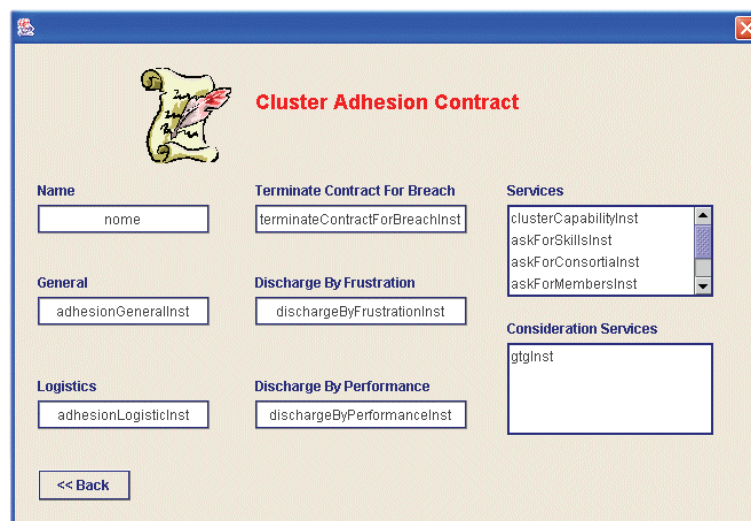 Cluster Adhesion Contract
Name
nome
Terminate Contract For Breach
terminateContractForBreachInst
Services
clusterCapabilityInst
askForSkillsInst
askForConsortiaInst
askForMembersInst
General
adhesionGeneralInst
Discharge By Frustration
dischargeByFrustrationInst
Consideration Services
gtgInst
Logistics
adhesionLogisticInst
Discharge By Performance
dischargeByPerformanceInst
<< Back